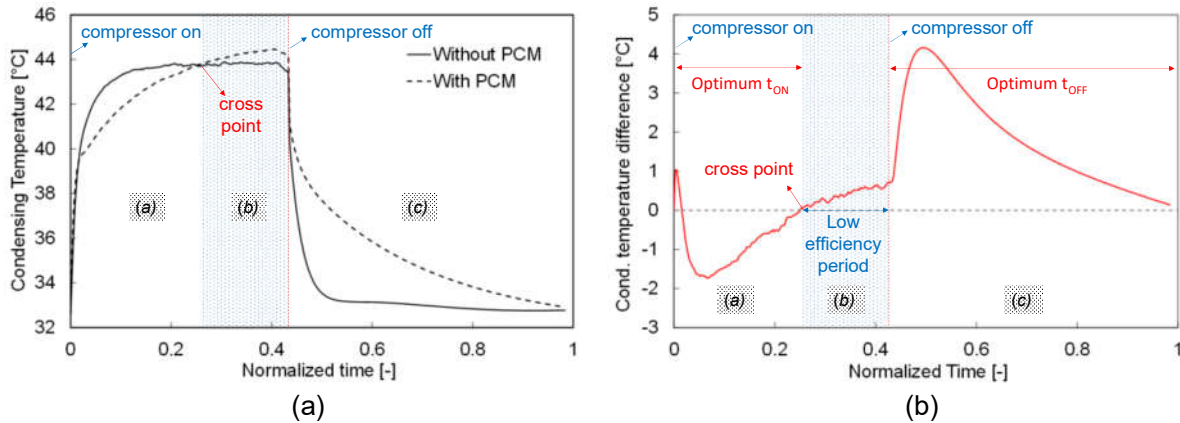 46
44
42
40
38
36
34
32
Condensing Temperature [°C]
compressor on
compressor off
Without PCM
With PCM
cross
point
(a)
(b)
(c)
0
0.2
0.4
0.6
0.8
1
Normalized time [-]
(a)
5
4
3
2
1
0
-1
-2
-3
Cond. temperature difference [°C]
compressor on
compressor off
Optimum tON
Optimum tOFF
cross point
Low
efficiency
period
(a)
(b)
(c)
0
0.2
0.4
0.6
0.8
1
Normalized Time [-]
(b)